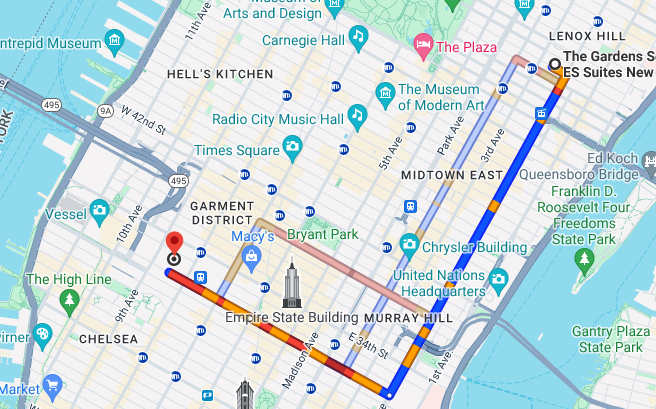 Museum of
Arts and Design
11th Ave
LENOX HILL
Carnegie Hall
The Plaza
Intrepid Museum
The Gardens S
ES Suites New
HELL'S KITCHEN
The Museum
of Modern Art
495
9A
W 42nd St
Radio City Music Hall
5th Ave
Park Ave
3rd Ave
Times Square
Ed Koch
Queensboro Bridge
MIDTOWN EAST
495
Franklin D.
Roosevelt Four
Freedoms
State Park
Vessel
10th Ave
GARMENT
DISTRICT
Macy's
Bryant Park
Chrysler Building
The High Line
United Nations
Headquarters
9th Ave
Empire State Building
MURRAY HILL
Gantry Plaza
State Park
CHELSEA
E 34th St
Madison Ave
1st Ave
Market